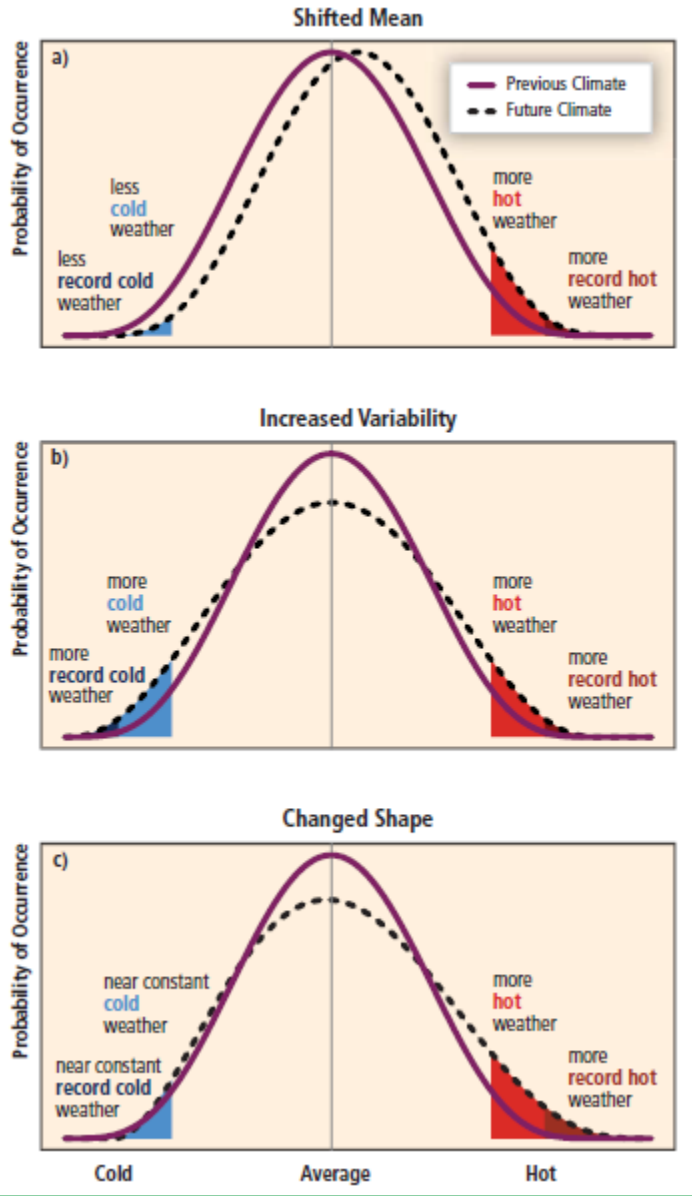 Shifted Mean
a)
Previous Climate
Future Climate
Probability of Occurrence
less
cold
weather
less
record cold
weather
more
hot
weather
more
record hot
weather
Increased Variability
b)
Probability of Occurrence
more
cold
weather
more
record cold
weather
more
hot
weather
more
record hot
weather
Changed Shape
c)
Probability of Occurrence
near constant
cold
weather
near constant
record cold
weather
more
hot
weather
more
record hot
weather
Cold
Average
Hot